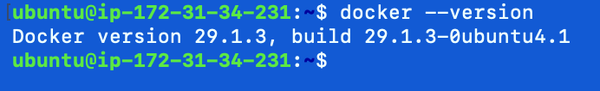 ubuntu@ip-172-31-34-231:~$ docker --version
Docker version 29.1.3, build 29.1.3-0ubuntu4.1
ubuntu@ip-172-31-34-231:~$